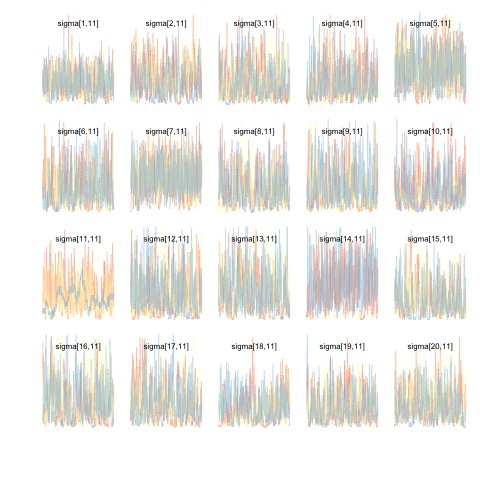 sigma[1,11] sigma[2,11] sigma[3,11] sigma[4,11] sigma[5,11]
sigma[6,11] sigma[7,11] sigma[8,11] sigma[9,11] sigma[10,11]
sigma[11,11] sigma[12,11] sigma[13,11] sigma[14,11] sigma[15,11]
sigma[16,11] sigma[17,11] sigma[18,11] sigma[19,11] sigma[20,11]